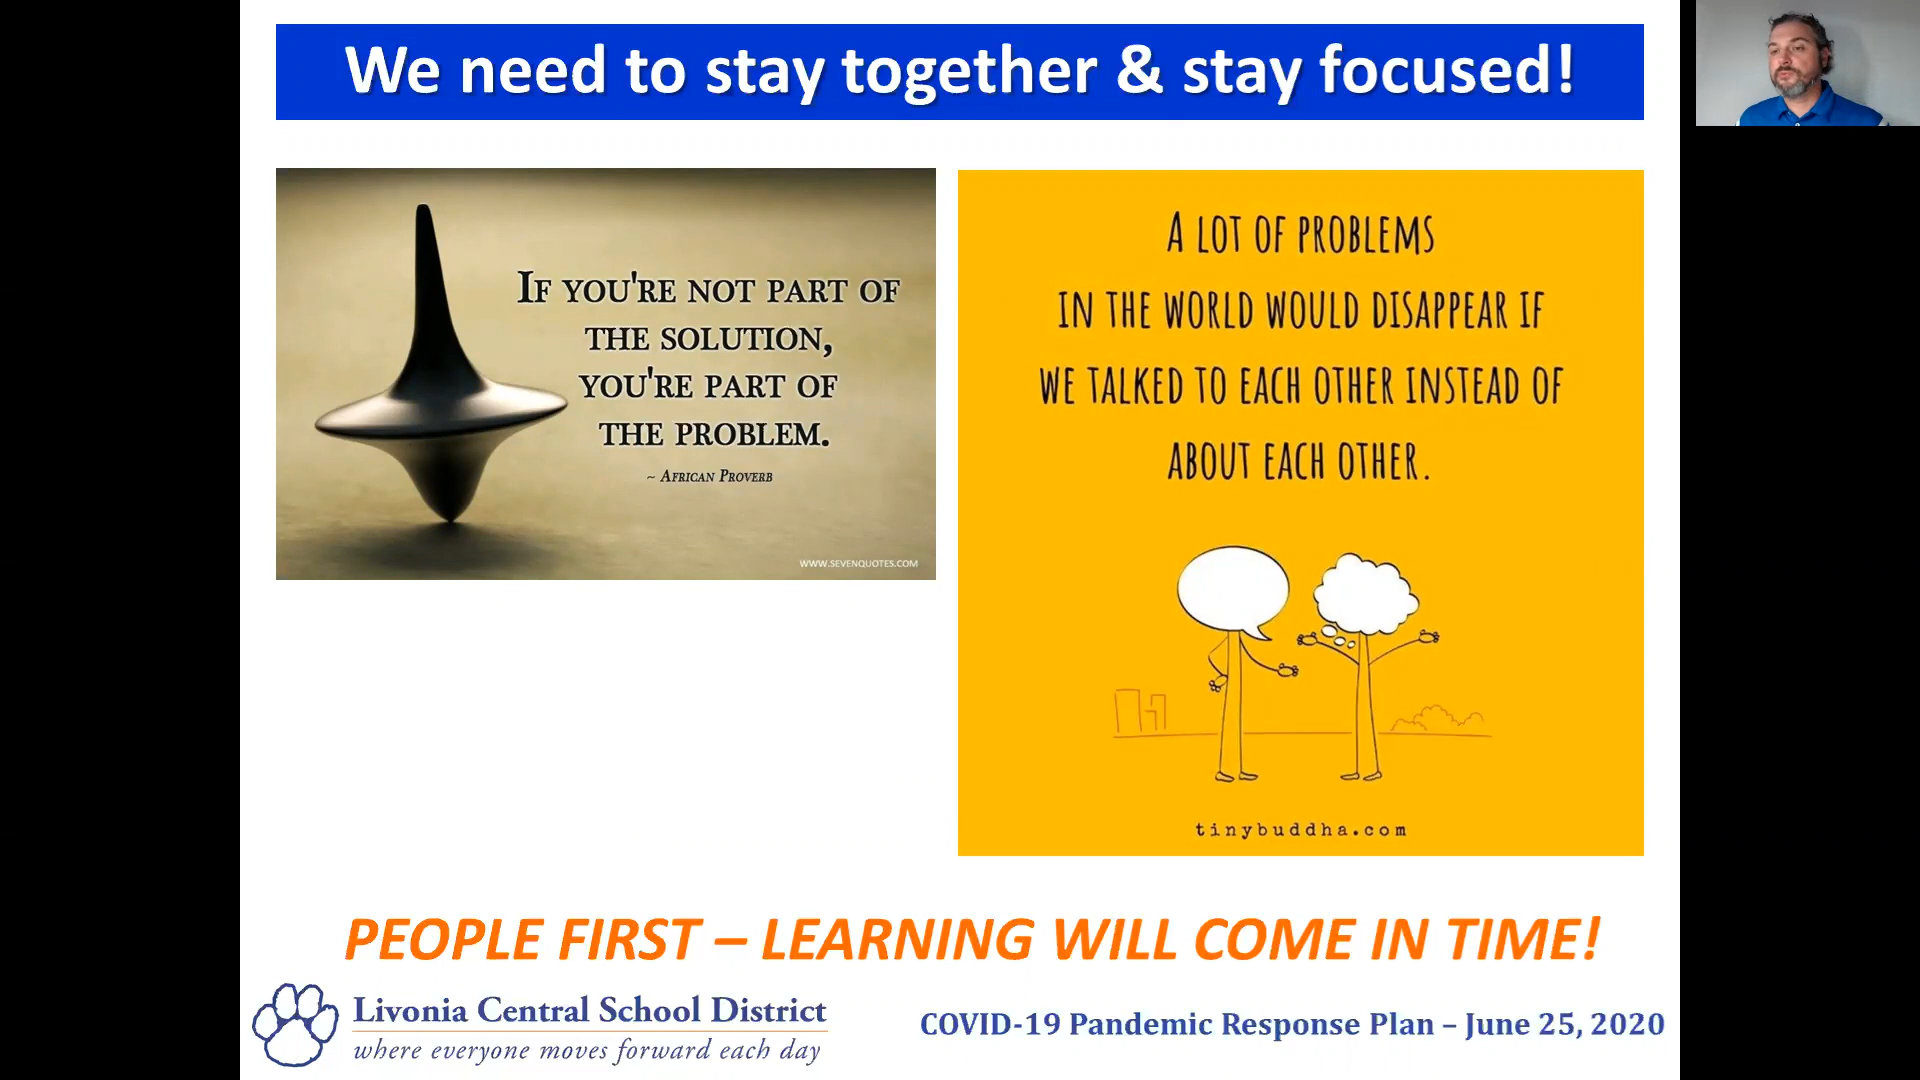 We need to stay together & stay focused!
If you're not part of
the solution,
you're part of
the problem.
~ African Proverb
WWW.SEVENQUOTES.COM
A LOT OF PROBLEMS
IN THE WORLD WOULD DISAPPEAR IF
WE TALKED TO EACH OTHER INSTEAD OF
ABOUT EACH OTHER.
tinybuddha.com
PEOPLE FIRST – LEARNING WILL COME IN TIME!
Livonia Central School District
where everyone moves forward each day
COVID-19 Pandemic Response Plan – June 25, 2020